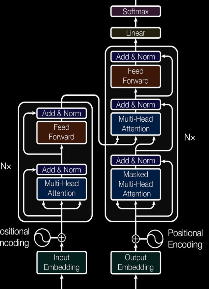 Softmax
Linear
Add & Norm
Feed
Forward
Add & Norm
Multi-Head
Attention
Add & Norm
Masked
Multi-Head
Attention
Nx
Positional
Encoding
Output
Embedding
Add & Norm
Feed
Forward
Add & Norm
Multi-Head
Attention
Nx
ositional
ncoding
Input
Embedding